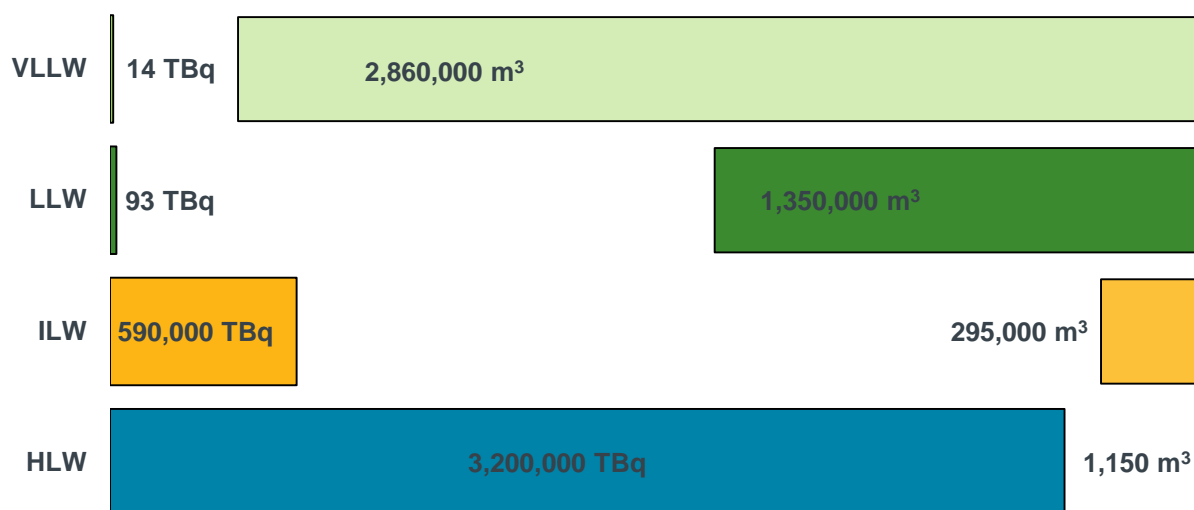 VLLW 14 TBq 2,860,000 m³
LLW 93 TBq 1,350,000 m³
ILW 590,000 TBq 295,000 m³
HLW 3,200,000 TBq 1,150 m³